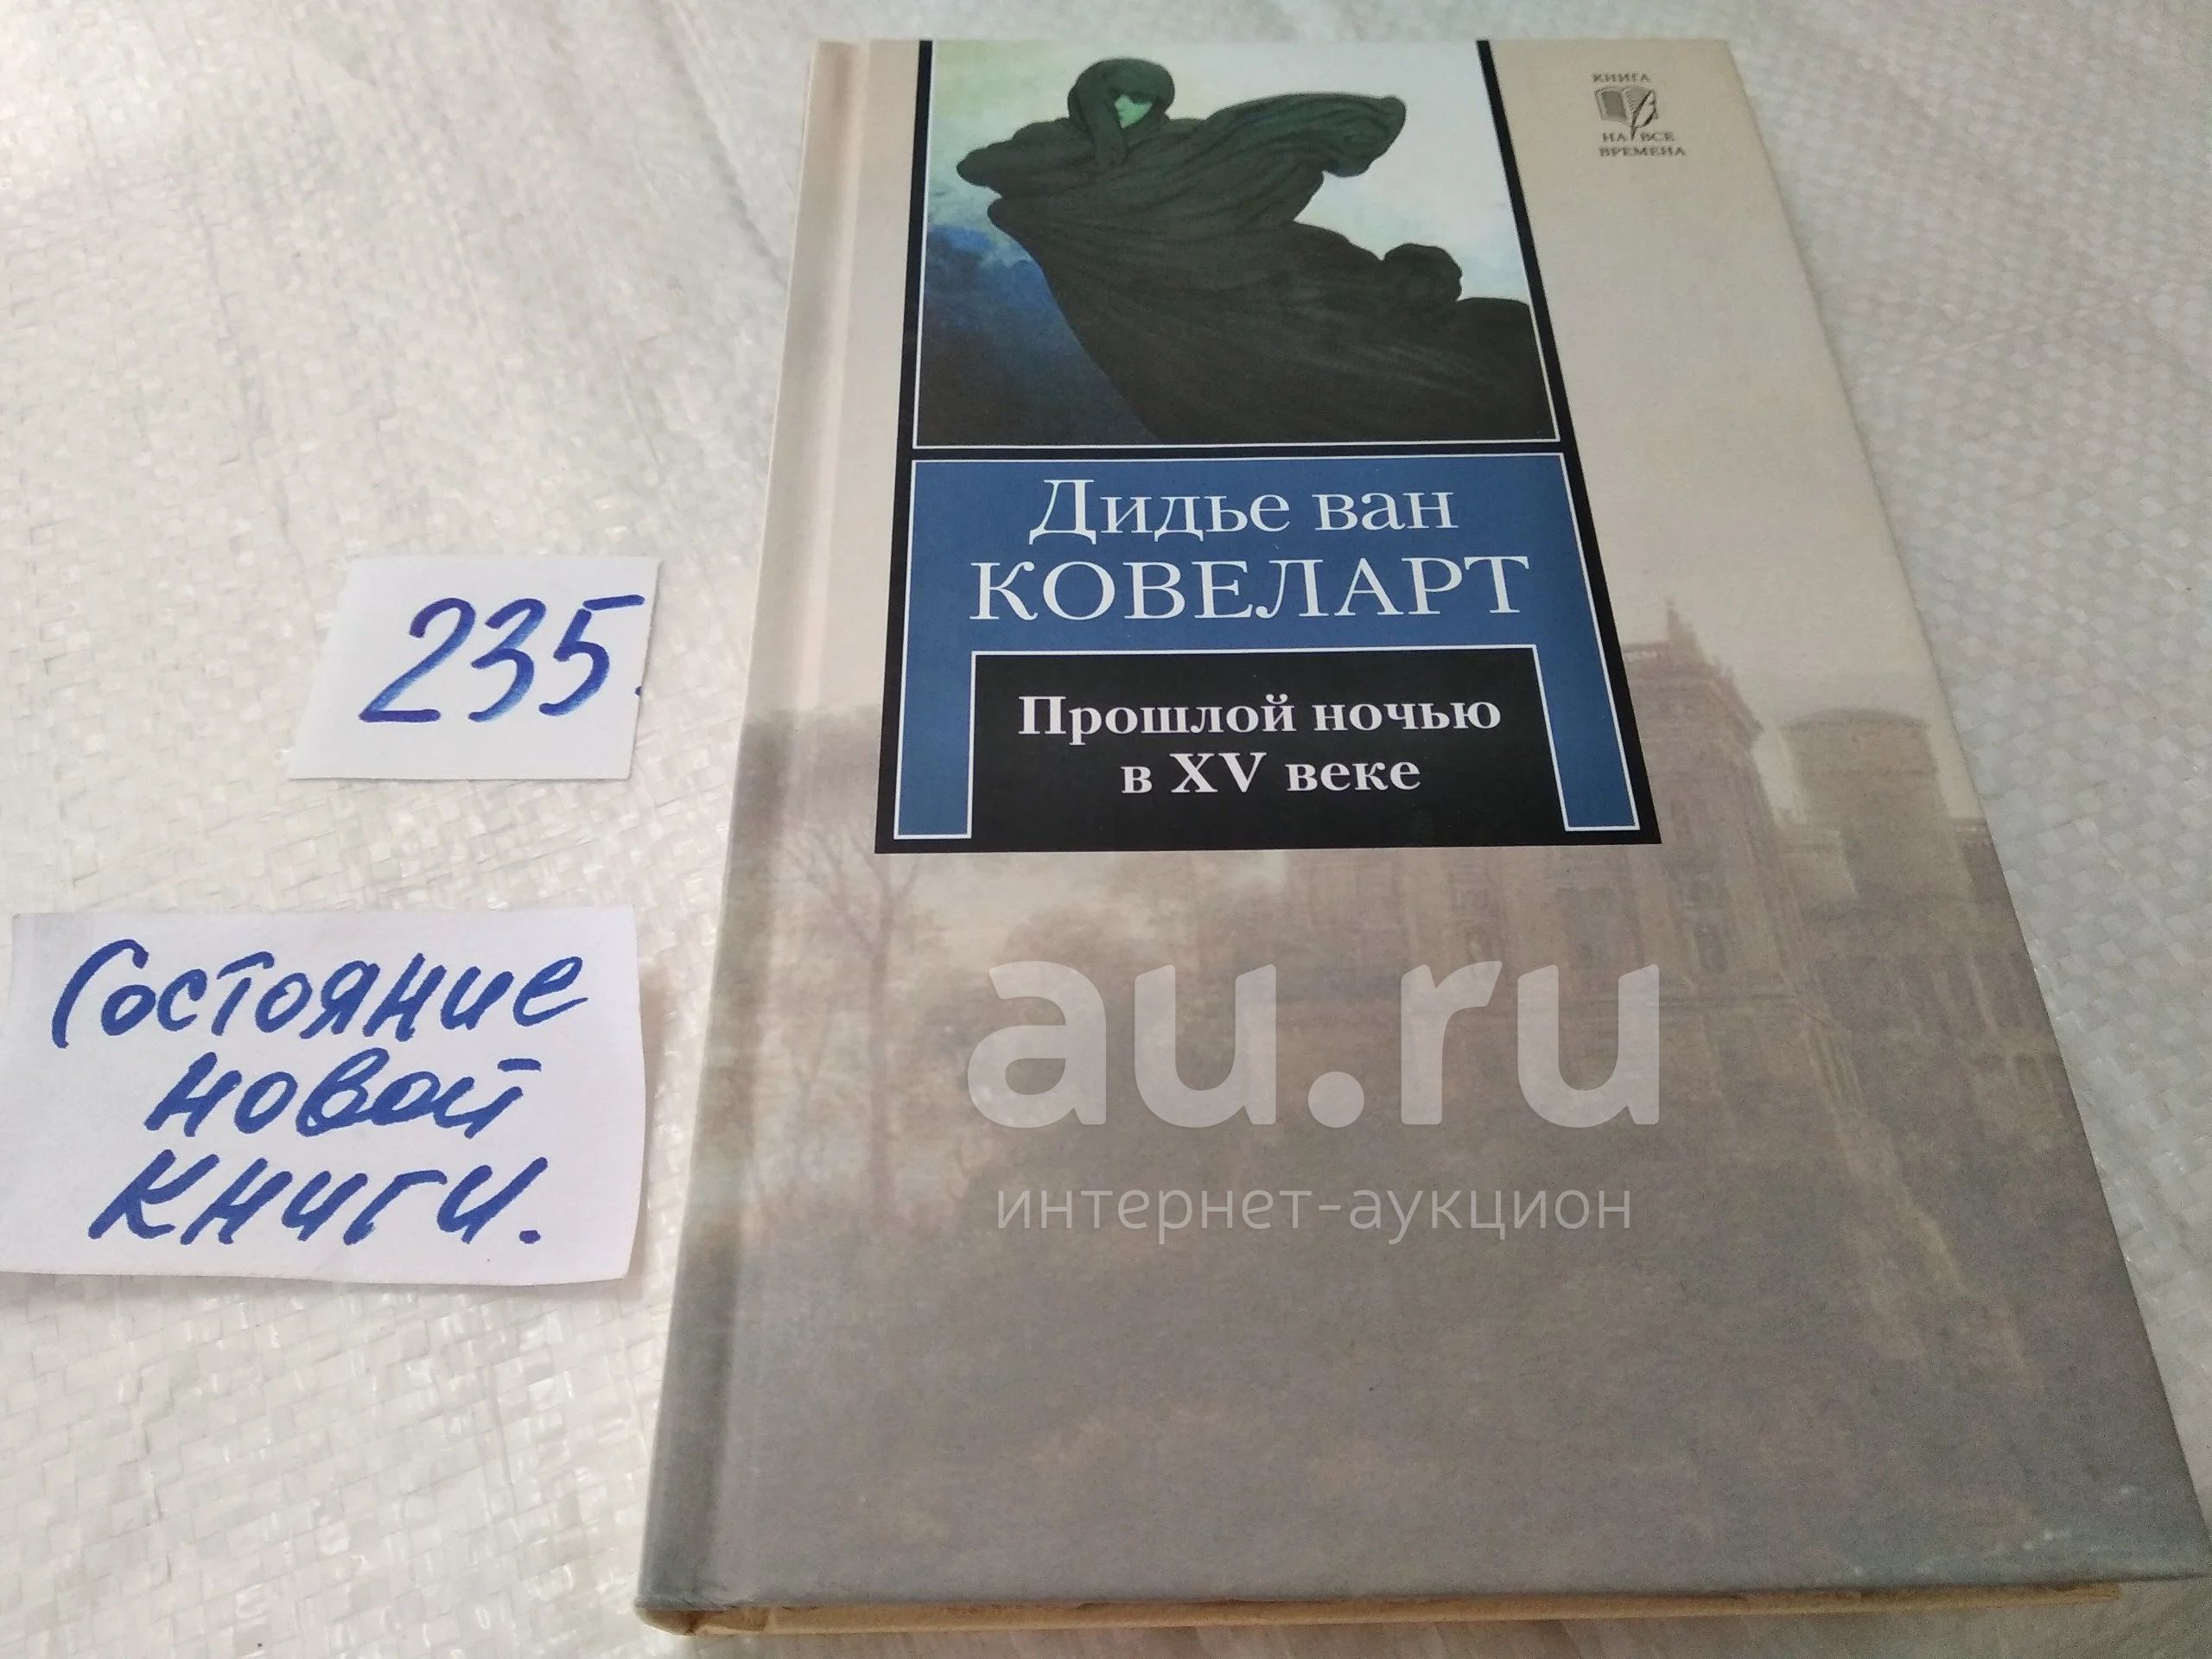 КНИГА
НА ВСЕ
ВРЕМЕНА
Дидье ван
КОВЕЛАРТ
Прошлой ночью
в XV веке
235.
Состояние
новой
книги.
au.ru
интернет-аукцион